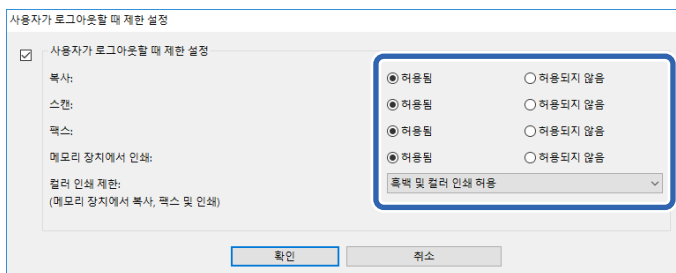 사용자가 로그아웃할 때 제한 설정
사용자가 로그아웃할 때 제한 설정
복사: 허용됨 허용되지 않음
스캔: 허용됨 허용되지 않음
팩스: 허용됨 허용되지 않음
메모리 장치에서 인쇄: 허용됨 허용되지 않음
컬러 인쇄 제한: 흑백 및 컬러 인쇄 허용
(메모리 장치에서 복사, 팩스 및 인쇄)
확인 취소